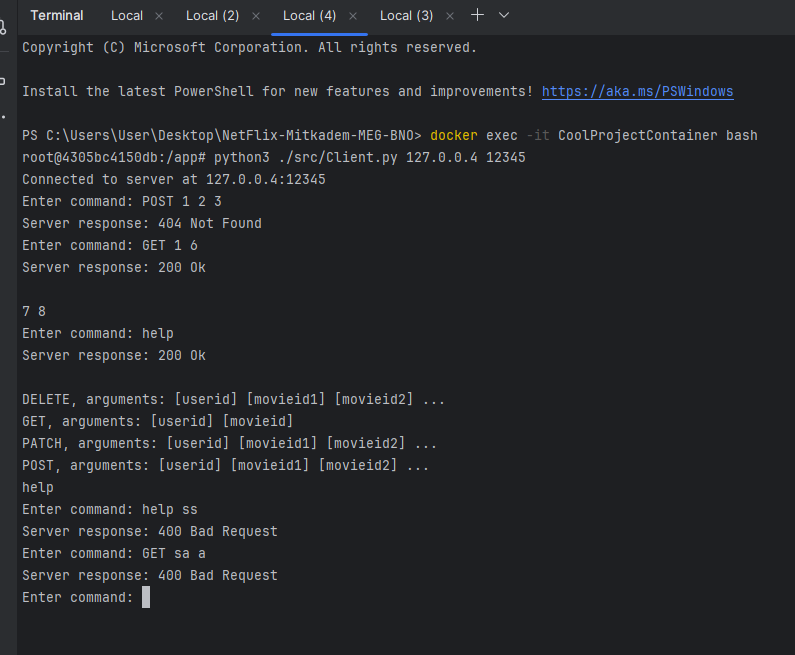 Terminal Local × Local (2) × Local (4) × Local (3) ×
Copyright (C) Microsoft Corporation. All rights reserved.
Install the latest PowerShell for new features and improvements! https://aka.ms/PSWindows
PS C:\Users\User\Desktop\NetFlix-Mitkadem-MEG-BNO> docker exec -it CoolProjectContainer bash
root@4305bc4150db:/app# python3 ./src/Client.py 127.0.0.4 12345
Connected to server at 127.0.0.4:12345
Enter command: POST 1 2 3
Server response: 404 Not Found
Enter command: GET 1 6
Server response: 200 Ok
7 8
Enter command: help
Server response: 200 Ok
DELETE, arguments: [userid] [movieid1] [movieid2] ...
GET, arguments: [userid] [movieid]
PATCH, arguments: [userid] [movieid1] [movieid2] ...
POST, arguments: [userid] [movieid1] [movieid2] ...
help
Enter command: help ss
Server response: 400 Bad Request
Enter command: GET sa a
Server response: 400 Bad Request
Enter command: